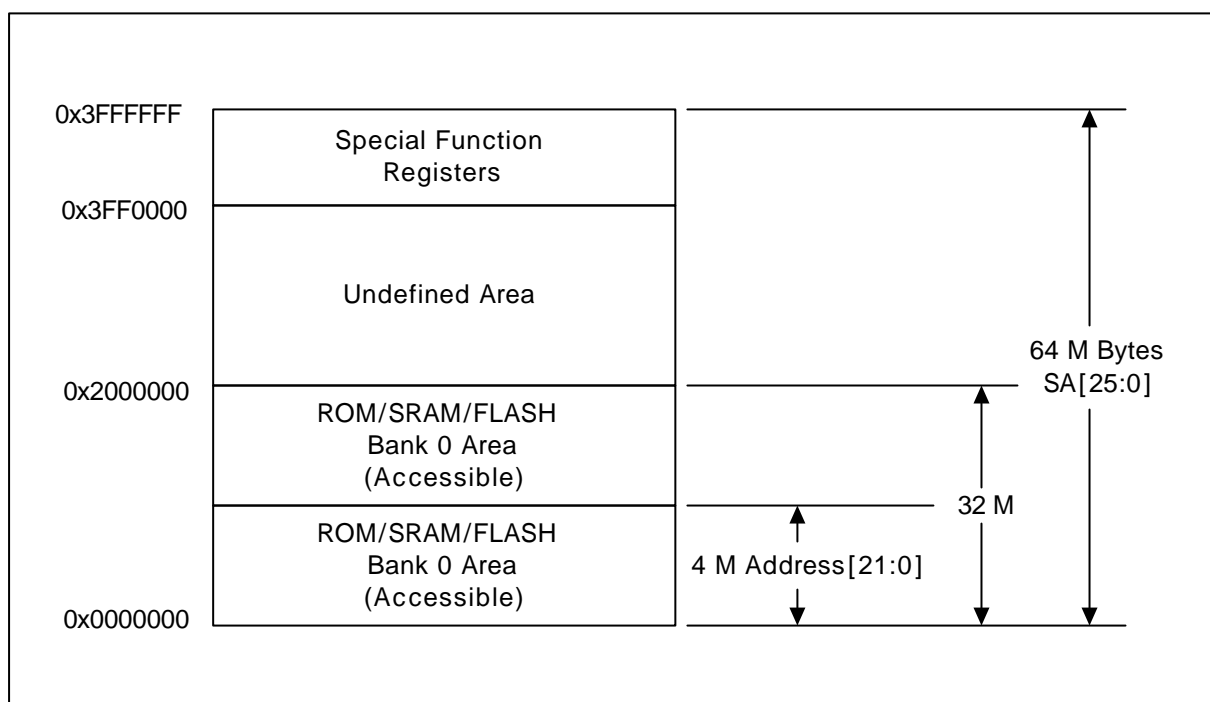 0x3FFFFFF
Special Function
Registers
0x3FF0000
Undefined Area
64 M Bytes
SA[25:0]
0x2000000
ROM/SRAM/FLASH
Bank 0 Area
(Accessible)
32 M
ROM/SRAM/FLASH
Bank 0 Area
(Accessible)
4 M Address[21:0]
0x0000000